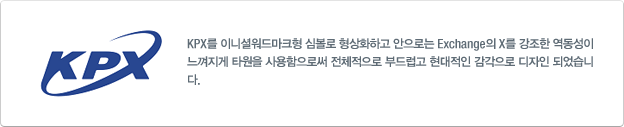 KPX
KPX를 이니셜워드마크형 심볼로 형상화하고 안으로는 Exchange의 X를 강조한 역동성이
느껴지게 타원을 사용함으로써 전체적으로 부드럽고 현대적인 감각으로 디자인 되었습니
다.